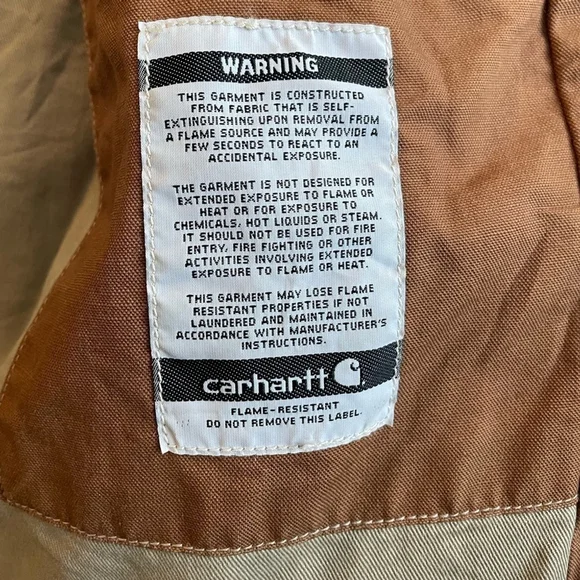 WARNING
THIS GARMENT IS CONSTRUCTED
FROM FABRIC THAT IS SELF-
EXTINGUISHING UPON REMOVAL FROM
A FLAME SOURCE AND MAY PROVIDE A
FEW SECONDS TO REACT TO AN
ACCIDENTAL EXPOSURE.
THE GARMENT IS NOT DESIGNED FOR
EXTENDED EXPOSURE TO FLAME OR
HEAT OR FOR EXPOSURE TO
CHEMICALS, HOT LIQUIDS OR STEAM.
IT SHOULD NOT BE USED FOR FIRE
ENTRY, FIRE FIGHTING OR OTHER
ACTIVITIES INVOLVING EXTENDED
EXPOSURE TO FLAME OR HEAT.
THIS GARMENT MAY LOSE FLAME
RESISTANT PROPERTIES IF NOT
LAUNDERED AND MAINTAINED IN
ACCORDANCE WITH MANUFACTURER'S
INSTRUCTIONS.
carhartt
FLAME-RESISTANT
DO NOT REMOVE THIS LABEL.